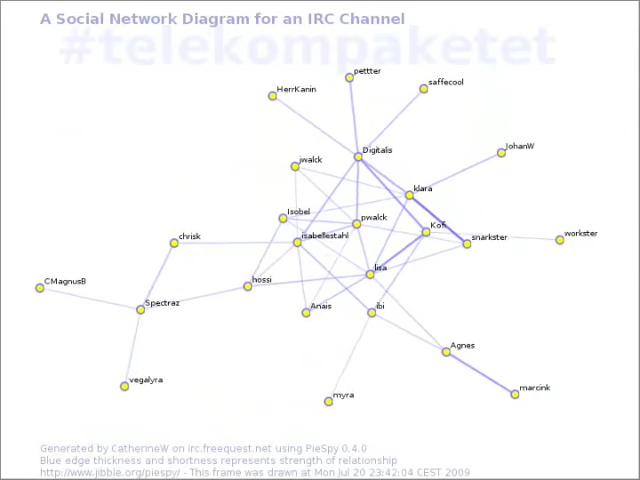 A Social Network Diagram for an IRC Channel
#telekompaketet
pettter
saffecool
HerrKanin
Digitalis
JohanW
jwalck
klara
Isobel
pwalck
Kofi
chrisk
isabellestahl
snarkster
workster
lisa
CMagnusB
hossi
Spectraz
Anais
ibi
Agnes
vegalyra
marcink
myra
Generated by CatherineW on irc.freequest.net using PieSpy 0.4.0
Blue edge thickness and shortness represents strength of relationship
http://www.jibble.org/piespy/ - This frame was drawn at Mon Jul 20 23:42:04 CEST 2009